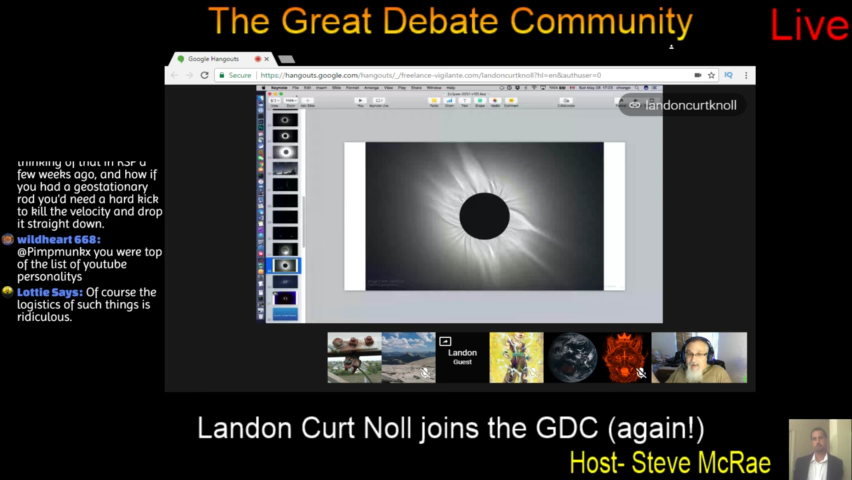 The Great Debate Community
Live
Google Hangouts
Secure
https://hangouts.google.com/hangouts/_/freelance-vigilante.com/landoncurtknoll?hl=en&authuser=0
landoncurtknoll
thinking of that in KSP a
few weeks ago, and how if
you had a geostationary
rod you'd need a hard kick
to kill the velocity and drop
it straight down.
wildheart 668:
@Pimpmunkx you were top
of the list of youtube
personalitys
Lottie Says: Of course the
logistics of such things is
ridiculous.
Landon
Guest
Landon Curt Noll joins the GDC (again!)
Host- Steve McRae